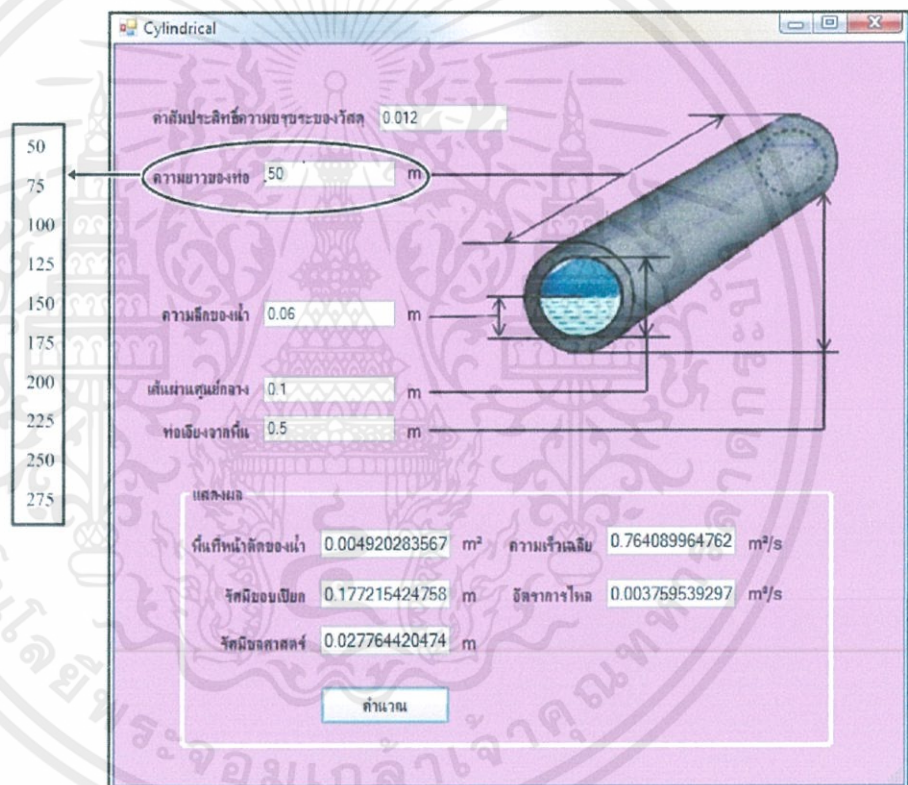 Cylindrical
ค่าสัมประสิทธิ์ความขรุขระของวัสดุ 0.012
ความยาวของท่อ 50 m
50
75
100
125
150
175
200
225
250
275
ความลึกของน้ำ 0.06 m
เส้นผ่าศูนย์กลาง 0.1 m
ท่อเอียงจากพื้น 0.5 m
แสดงผล
พื้นที่หน้าตัดของน้ำ 0.004920283567 m² ความเร็วเฉลี่ย 0.764089964762 m²/s
รัศมีขอบเปียก 0.177215424758 m อัตราการไหล 0.003759539297 m³/s
รัศมีชลศาสตร์ 0.027764420474 m
คำนวณ